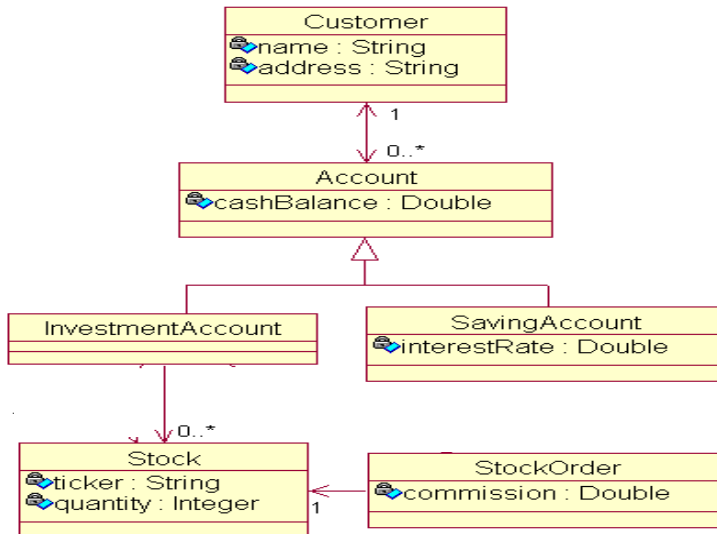 Customer
name : String
address : String
1
0..*
Account
cashBalance : Double
InvestmentAccount
SavingAccount
interestRate : Double
0..*
Stock
ticker : String
quantity : Integer
1
StockOrder
commission : Double